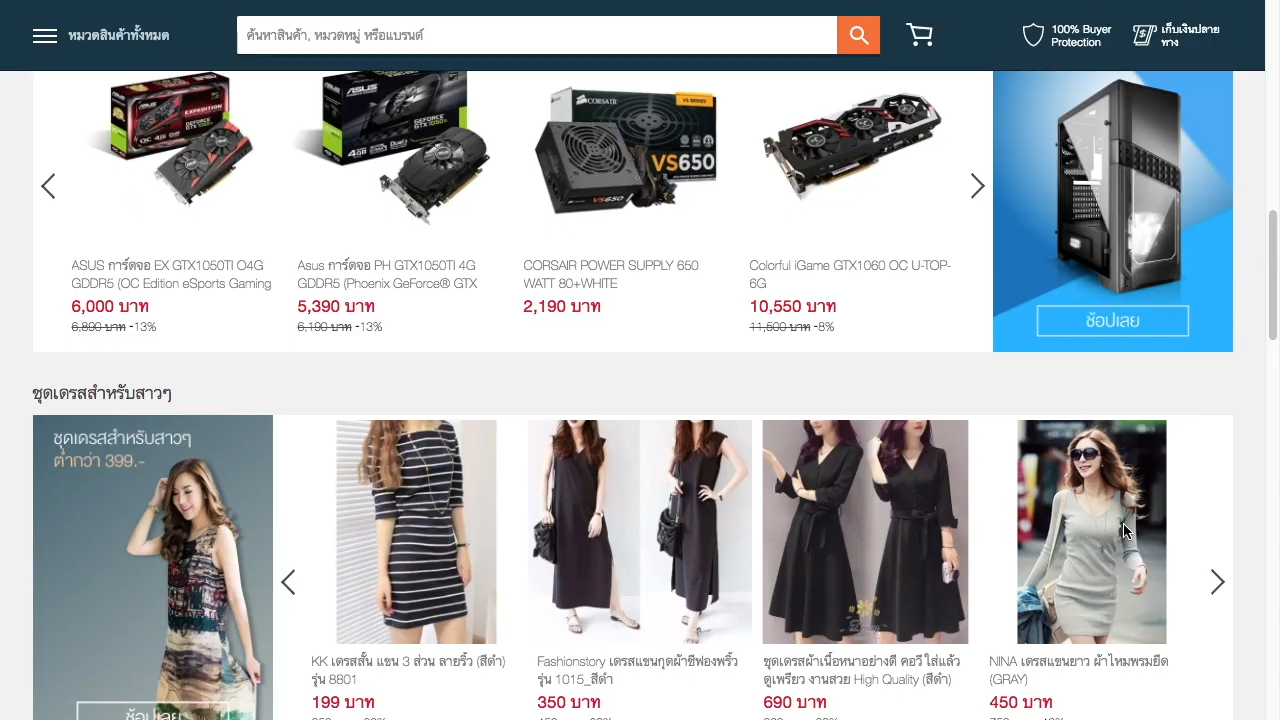 หมวดสินค้าทั้งหมด
ค้นหาสินค้า, หมวดหมู่ หรือแบรนด์
100% Buyer
Protection
เก็บเงินปลาย
ทาง
ASUS การ์ดจอ EX GTX1050TI O4G
GDDR5 (OC Edition eSports Gaming
6,000 บาท
6,890 บาท -13%
Asus การ์ดจอ PH GTX1050TI 4G
GDDR5 (Phoenix GeForce® GTX
5,390 บาท
6,190 บาท -13%
CORSAIR POWER SUPPLY 650
WATT 80+WHITE
2,190 บาท
Colorful iGame GTX1060 OC U-TOP-
6G
10,550 บาท
11,500 บาท -8%
ช้อปเลย
ชุดเดรสสำหรับสาวๆ
ชุดเดรสสำหรับสาวๆ
ต่ำกว่า 399.-
ช้อปเลย
KK เดรสสั้น แขน 3 ส่วน ลายริ้ว (สีดำ)
รุ่น 8801
199 บาท
Fashionstory เดรสแขนกุดผ้าชีฟองพริ้ว
รุ่น 1015_สีดำ
350 บาท
ชุดเดรสผ้าเนื้อหนาอย่างดี คอวี ใส่แล้ว
ดูเพรียว งานสวย High Quality (สีดำ)
690 บาท
NINA เดรสแขนยาว ผ้าไหมพรมยืด
(GRAY)
450 บาท